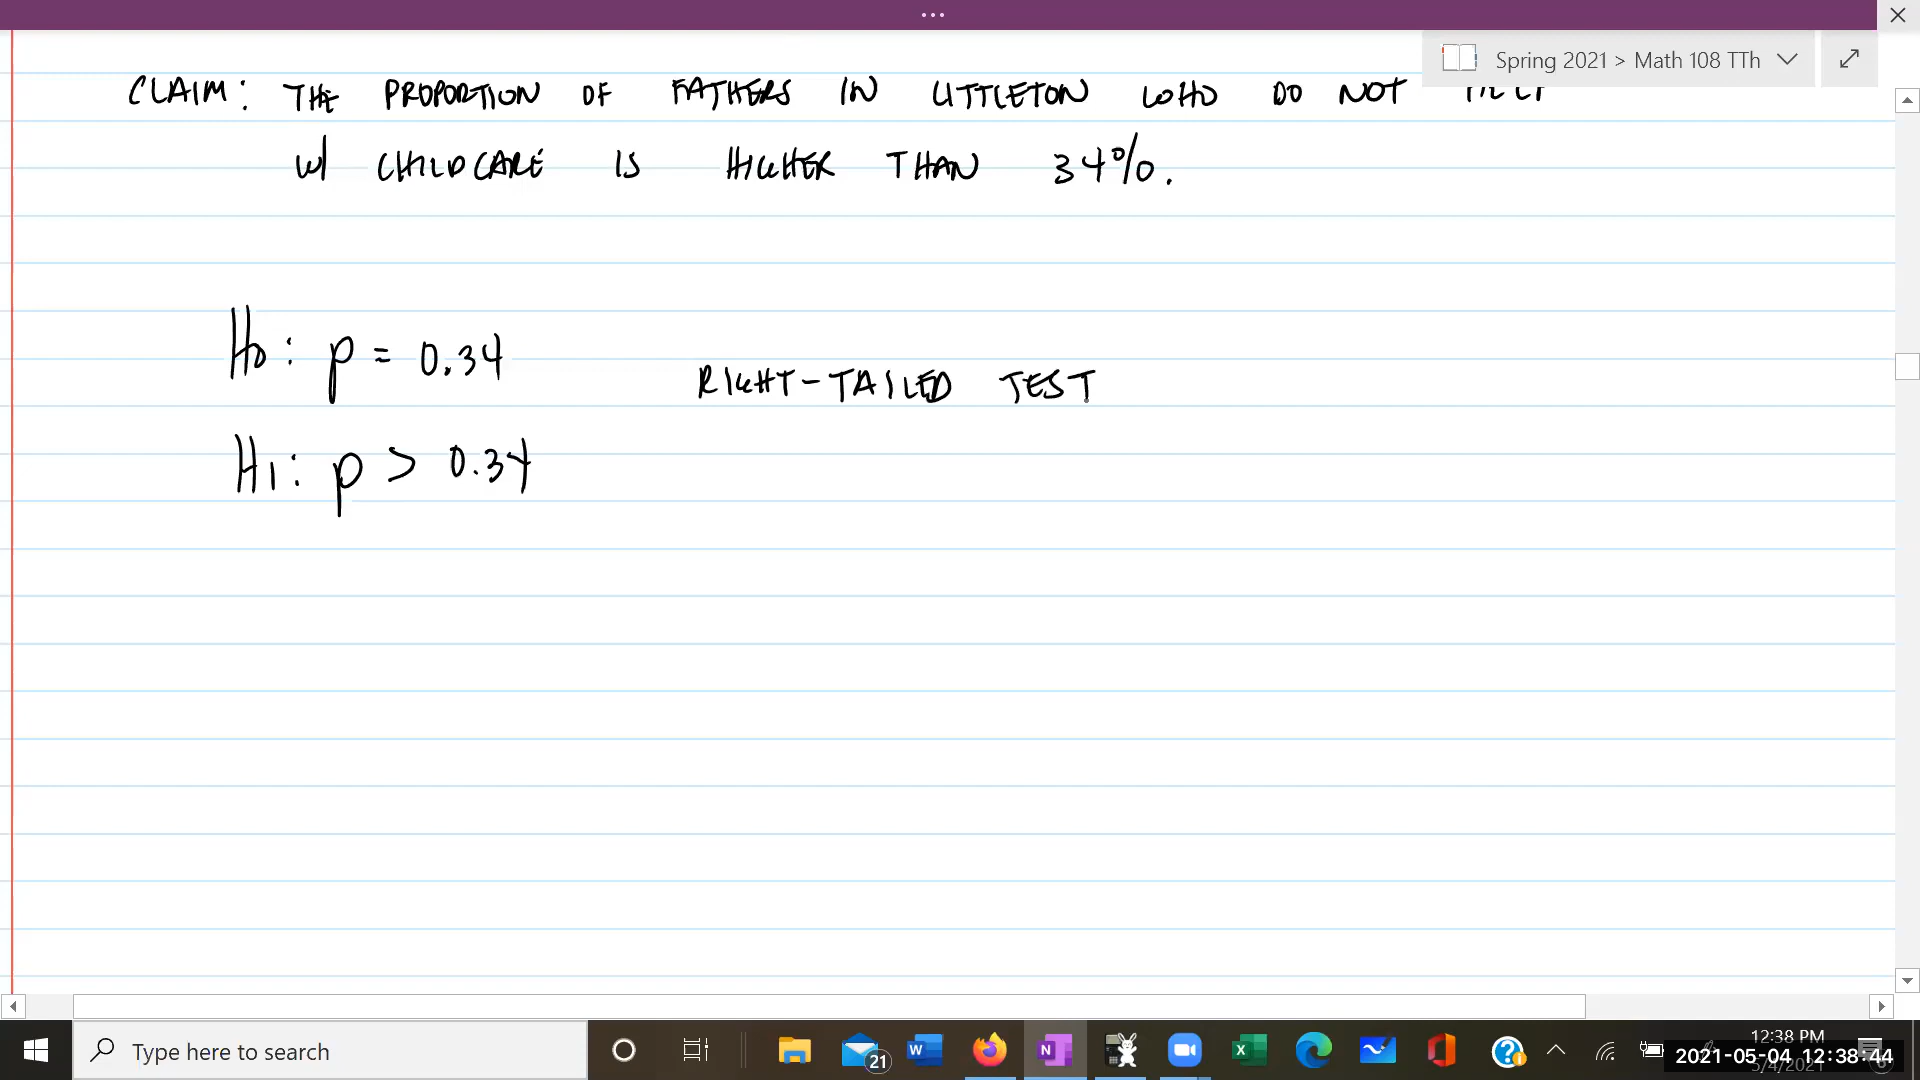 ...
Spring 2021 > Math 108 TTh
CLAIM: THE PROPORTION OF FATHERS IN LITTLETON WHO DO NOT HELP
W/ CHILDCARE IS HIGHER THAN 34%.
H0: p = 0.34
RIGHT-TAILED TEST
H1: p > 0.34
Type here to search
21
12:38 PM
2021-05-04 12:38:44